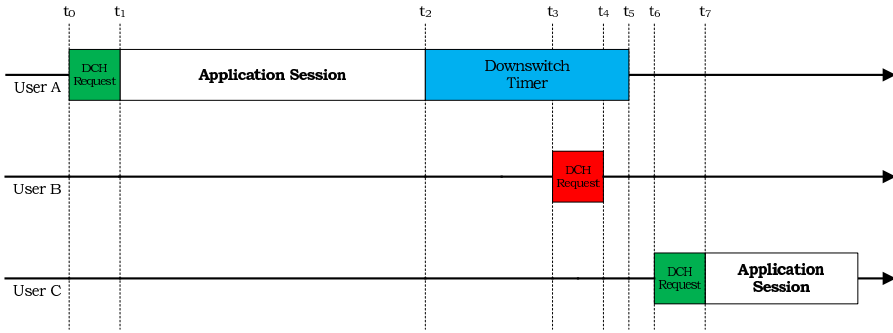 t0 t1 t2 t3 t4 t5 t6 t7
DCH
Request
Application Session
Downswitch
Timer
User A
DCH
Request
User B
DCH
Request
Application
Session
User C